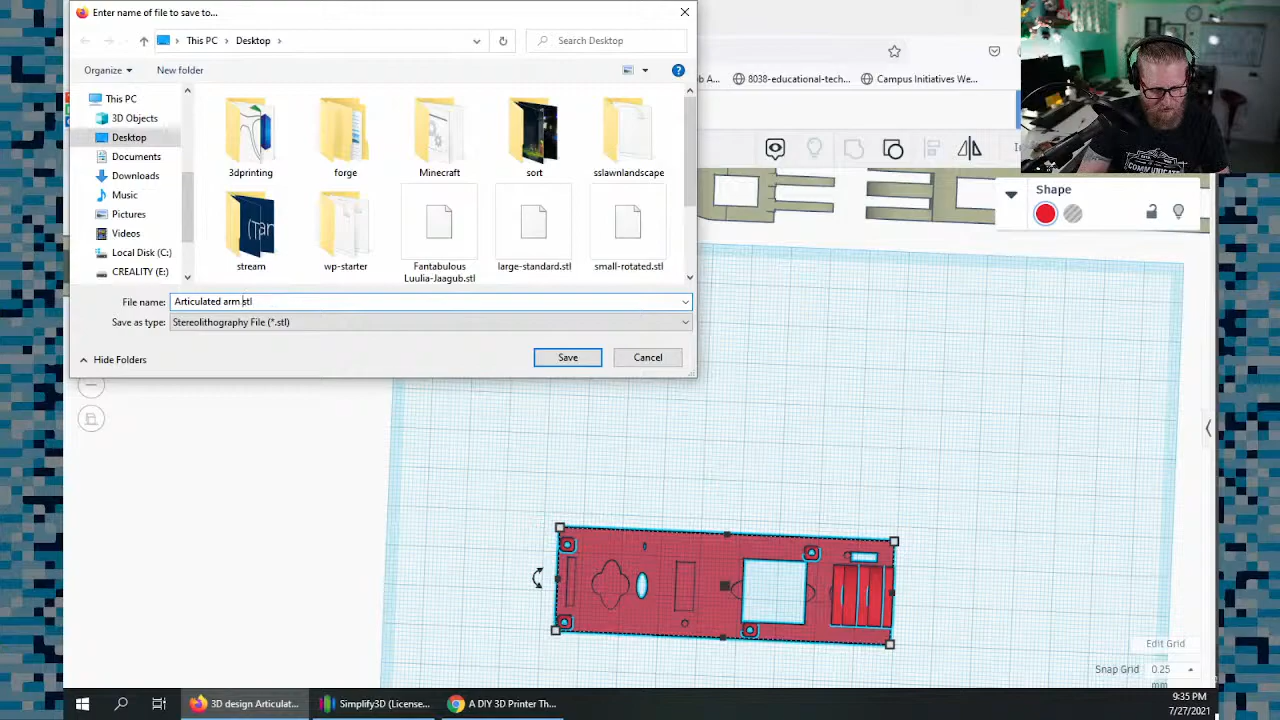 Enter name of file to save to...
This PC
Desktop
Search Desktop
Organize
New folder
This PC
3D Objects
Desktop
Documents
Downloads
Music
Pictures
Videos
Local Disk (C:)
CREALITY (E:)
3dprinting
forge
Minecraft
sort
sslawnlandscape
stream
wp-starter
Fantabulous
Luulia-Jaagub.stl
large-standard.stl
small-rotated.stl
File name:
Articulated arm stl
Save as type:
Stereolithography File (*.stl)
Hide Folders
Save
Cancel
8038-educational-tech...
Campus Initiatives We...
COMMUNICATE
Shape
Edit Grid
Snap Grid
0.25
mm
3D design Articulat...
Simplify3D (License...
A DIY 3D Printer Th...
9:35 PM
7/27/2021